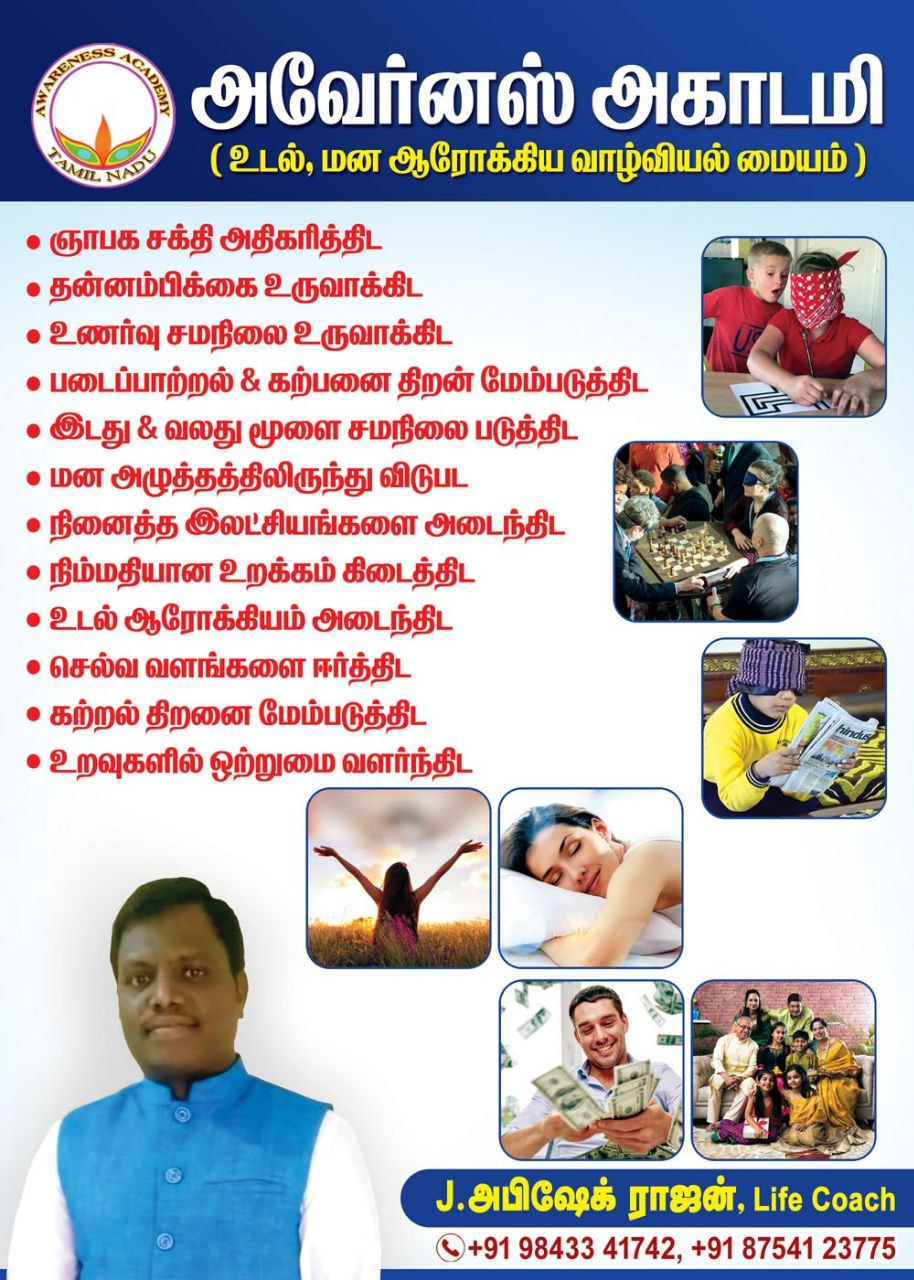 AWARENESS ACADEMY
TAMIL NADU
அவேர்னஸ் அகாடமி
( உடல், மன ஆரோக்கிய வாழ்வியல் மையம் )
• ஞாபக சக்தி அதிகரித்திட
• தன்னம்பிக்கை உருவாக்கிட
• உணர்வு சமநிலை உருவாக்கிட
• படைப்பாற்றல் & கற்பனை திறன் மேம்படுத்திட
• இடது & வலது மூளை சமநிலை படுத்திட
• மன அழுத்தத்திலிருந்து விடுபட
• நினைத்த இலட்சியங்களை அடைந்திட
• நிம்மதியான உறக்கம் கிடைத்திட
• உடல் ஆரோக்கியம் அடைந்திட
• செல்வ வளங்களை ஈர்த்திட
• கற்றல் திறனை மேம்படுத்திட
• உறவுகளில் ஒற்றுமை வளர்ந்திட
US
hindus
J.அபிஷேக் ராஜன், Life Coach
+91 98433 41742, +91 87541 23775